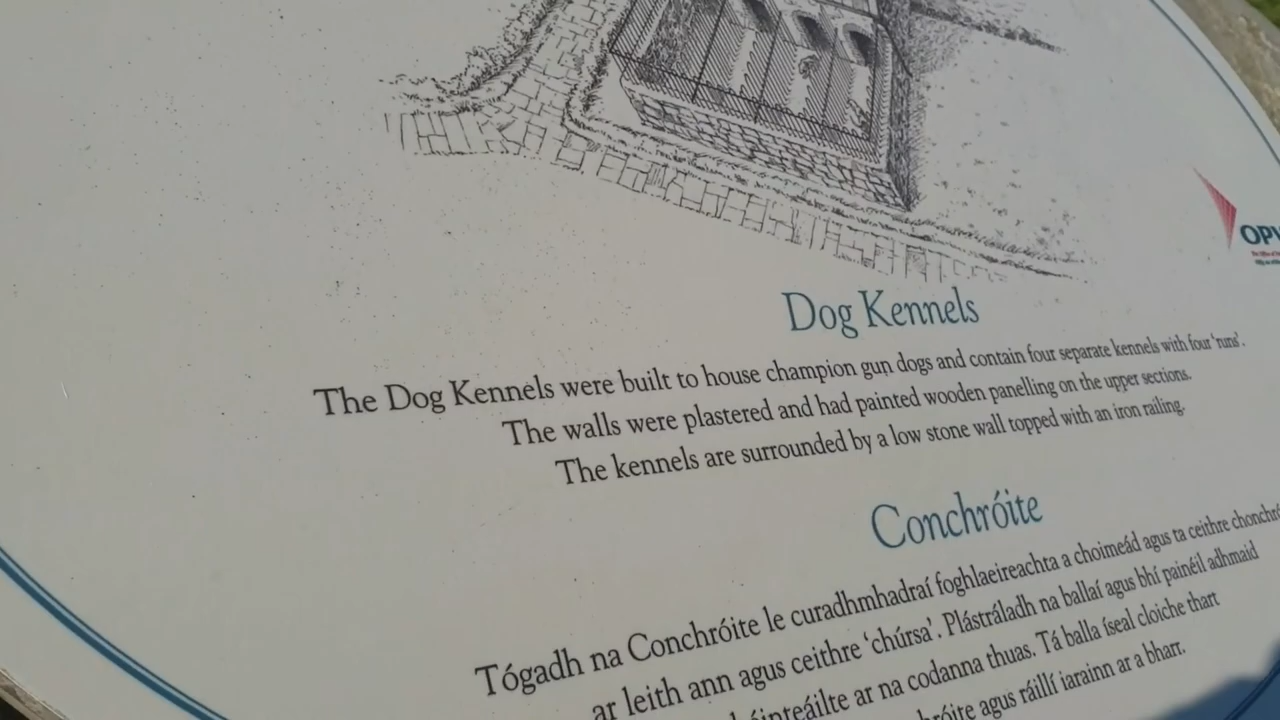 OPW
Dog Kennels
The Dog Kennels were built to house champion gun dogs and contain four separate kennels with four 'runs'.
The walls were plastered and had painted wooden panelling on the upper sections.
The kennels are surrounded by a low stone wall topped with an iron railing.
Conchróite
Tógadh na Conchróite le curadhmhadraí foghlaeireachta a choimeád agus ta ceithre
ar leith ann agus ceithre 'chúrsa'. Plástráladh na ballaí agus bhí painéil adhmaid
ar na codanna thuas. Tá balla íseal cloiche thart
agus ráillí iarainn ar a bharr.